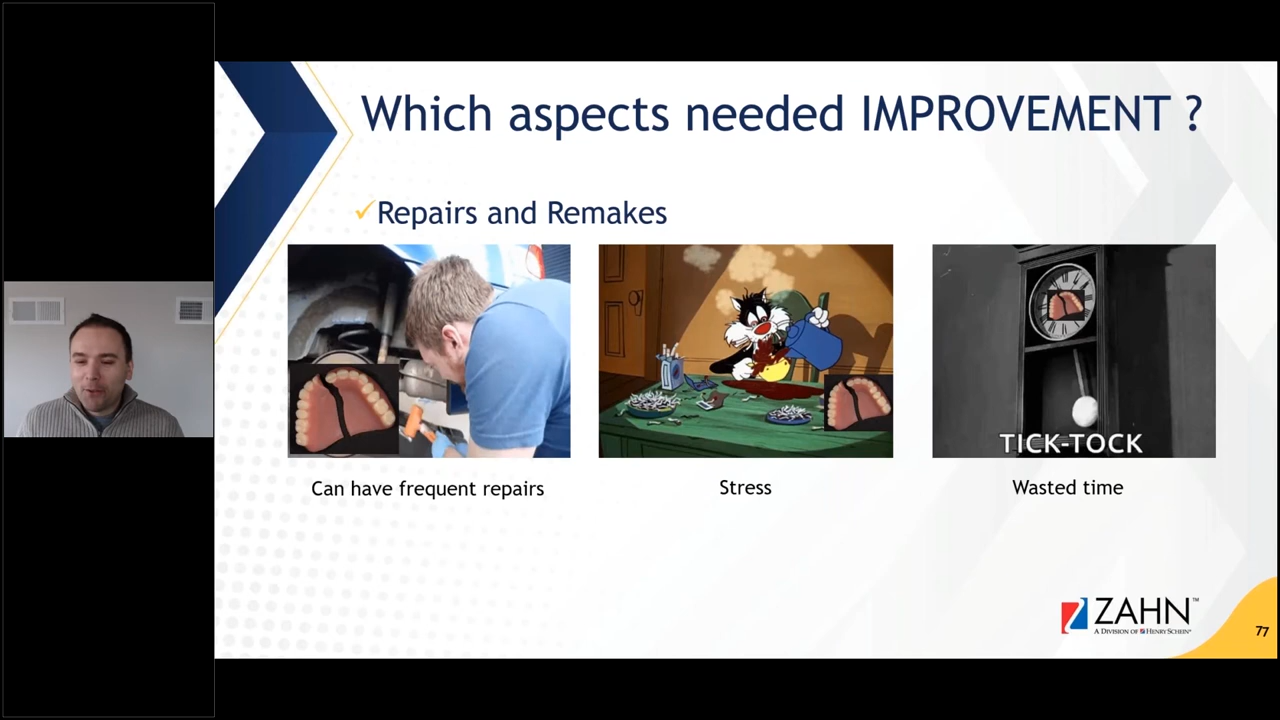 Which aspects needed IMPROVEMENT ?
Repairs and Remakes
TICK-TOCK
Can have frequent repairs
Stress
Wasted time
ZAHN™
A DIVISION OF HENRY SCHEIN®
77